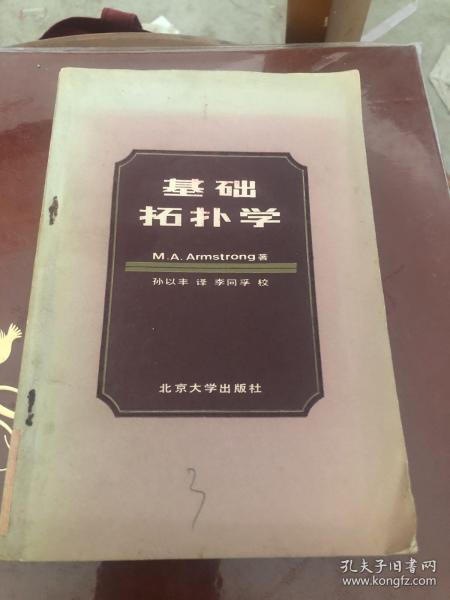 基础
拓扑学
M.A. Armstrong 著
孙以丰 译 李同孚 校
北京大学出版社
3
孔夫子旧书网
www.kongfz.com